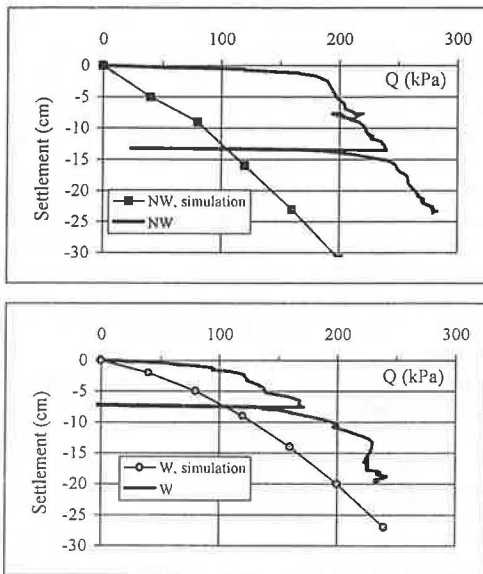 0 100 200 300
Q (kPa)
0
-5
-10
-15
-20
-25
-30
Settlement (cm)
NW, simulation
NW
0 100 200 300
Q (kPa)
0
-5
-10
-15
-20
-25
-30
Settlement (cm)
W, simulation
W